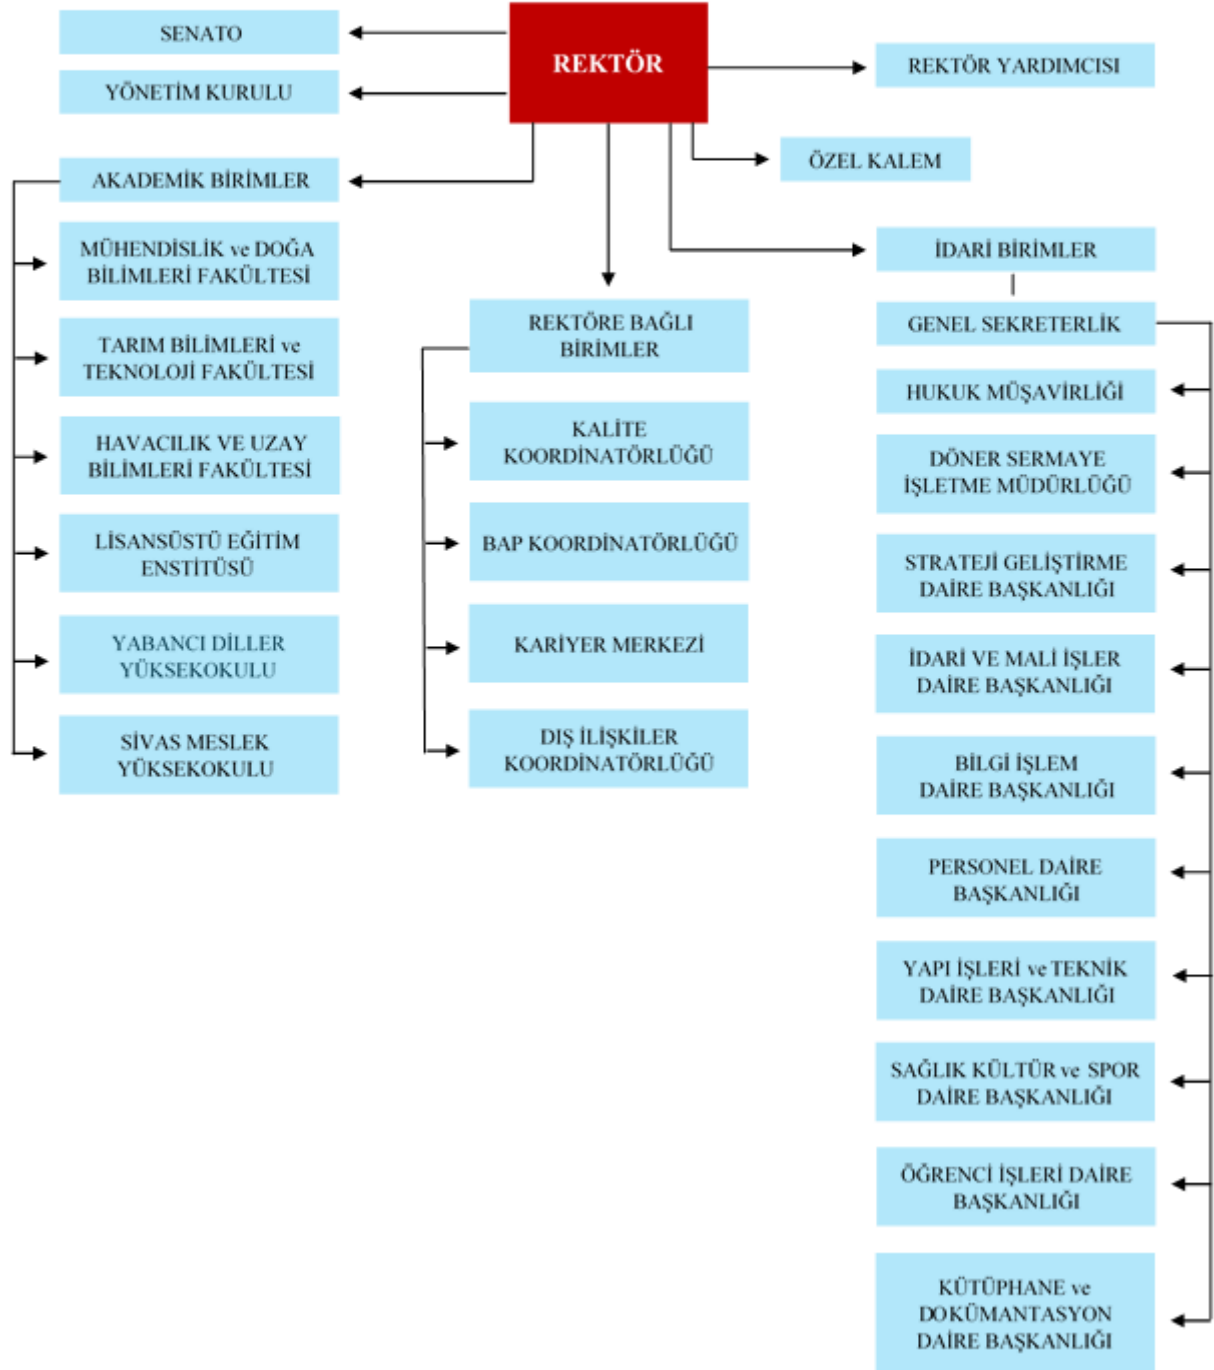 SENATO
REKTÖR
REKTÖR YARDIMCISI
YÖNETİM KURULU
ÖZEL KALEM
AKADEMİK BİRİMLER
MÜHENDİSLİK ve DOĞA
BİLİMLERİ FAKÜLTESİ
TARIM BİLİMLERİ ve
TEKNOLOJİ FAKÜLTESİ
HAVACILIK VE UZAY
BİLİMLERİ FAKÜLTESİ
LİSANSÜSTÜ EĞİTİM
ENSTİTÜSÜ
YABANCI DİLLER
YÜKSEKOKULU
SİVAS MESLEK
YÜKSEKOKULU
REKTÖRE BAĞLI
BİRİMLER
KALİTE
KOORDİNATÖRLÜĞÜ
BAP KOORDİNATÖRLÜĞÜ
KARİYER MERKEZİ
DIŞ İLİŞKİLER
KOORDİNATÖRLÜĞÜ
İDARİ BİRİMLER
GENEL SEKRETERLİK
HUKUK MÜŞAVİRLİĞİ
DÖNER SERMAYE
İŞLETME MÜDÜRLÜĞÜ
STRATEJİ GELİŞTİRME
DAİRE BAŞKANLIĞI
İDARİ VE MALİ İŞLER
DAİRE BAŞKANLIĞI
BİLGİ İŞLEM
DAİRE BAŞKANLIĞI
PERSONEL DAİRE
BAŞKANLIĞI
YAPI İŞLERİ ve TEKNİK
DAİRE BAŞKANLIĞI
SAĞLIK KÜLTÜR ve SPOR
DAİRE BAŞKANLIĞI
ÖĞRENCİ İŞLERİ DAİRE
BAŞKANLIĞI
KÜTÜPHANE ve
DOKÜMANTASYON
DAİRE BAŞKANLIĞI